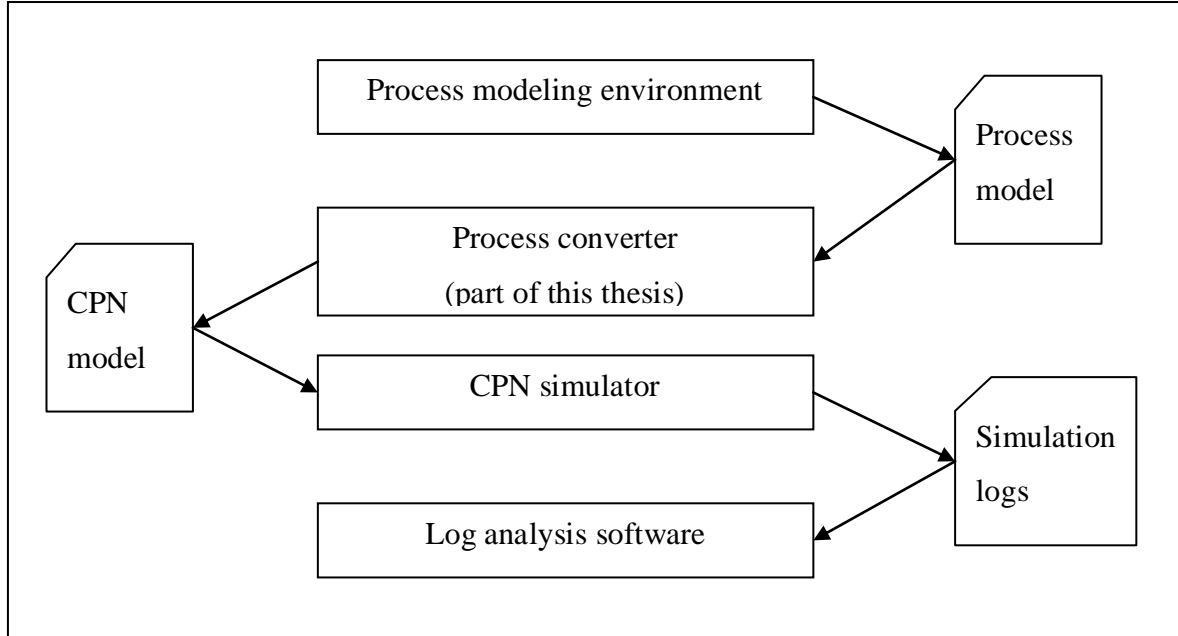 Process modeling environment
Process
model
Process converter
(part of this thesis)
CPN
model
CPN simulator
Simulation
logs
Log analysis software